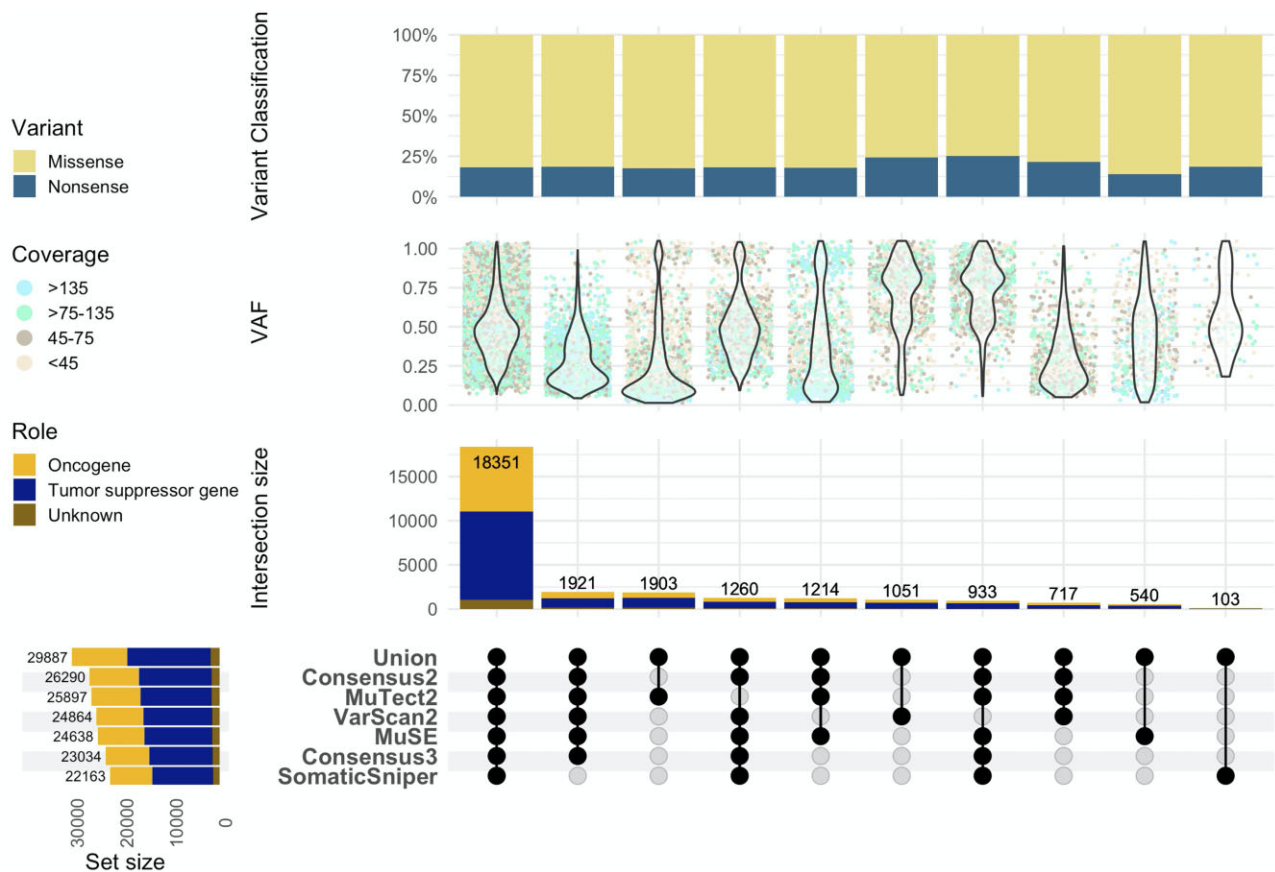 Variant Classification
100%
75%
50%
25%
0%
Variant
Missense
Nonsense
VAF
1.00
0.75
0.50
0.25
0.00
Coverage
>135
>75-135
45-75
<45
Role
Oncogene
Tumor suppressor gene
Unknown
Intersection size
15000
10000
5000
0
18351
1921
1903
1260
1214
1051
933
717
540
103
29887
26290
25897
24864
24638
23034
22163
30000
20000
10000
0
Set size
Union
Consensus2
MuTect2
VarScan2
MuSE
Consensus3
SomaticSniper